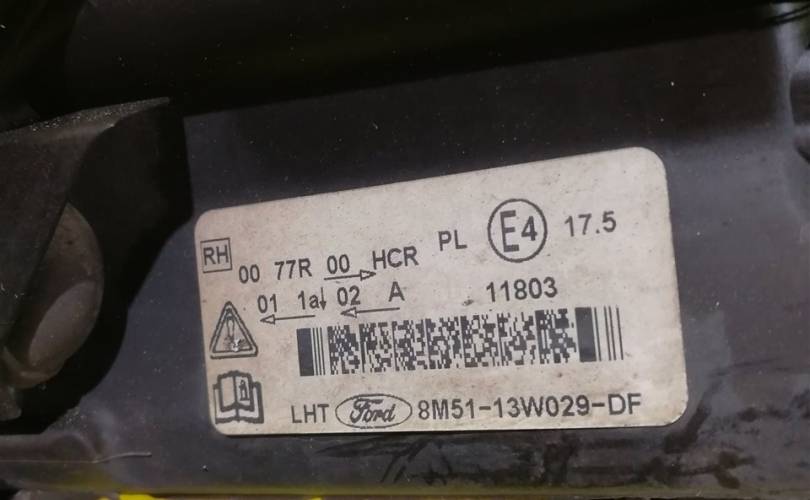 RH 00 77R 00 HCR PL E4 17.5
01 1a 02 A 11803
LHT Ford 8M51-13W029-DF